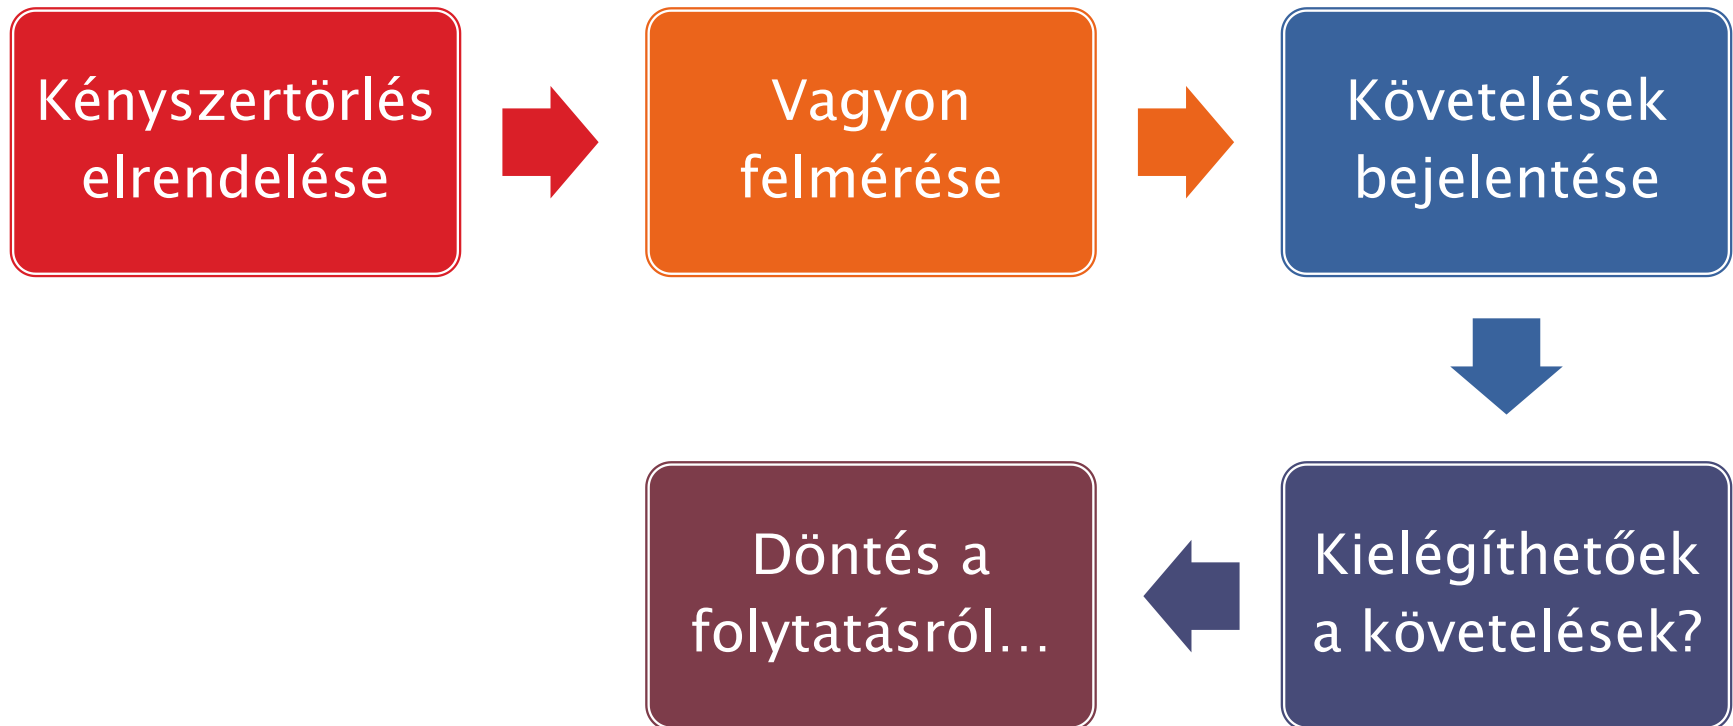 Kényszertörlés
elrendelése
Vagyon
felmérése
Követelések
bejelentése
Kielégíthetőek
a követelések?
Döntés a
folytatásról…